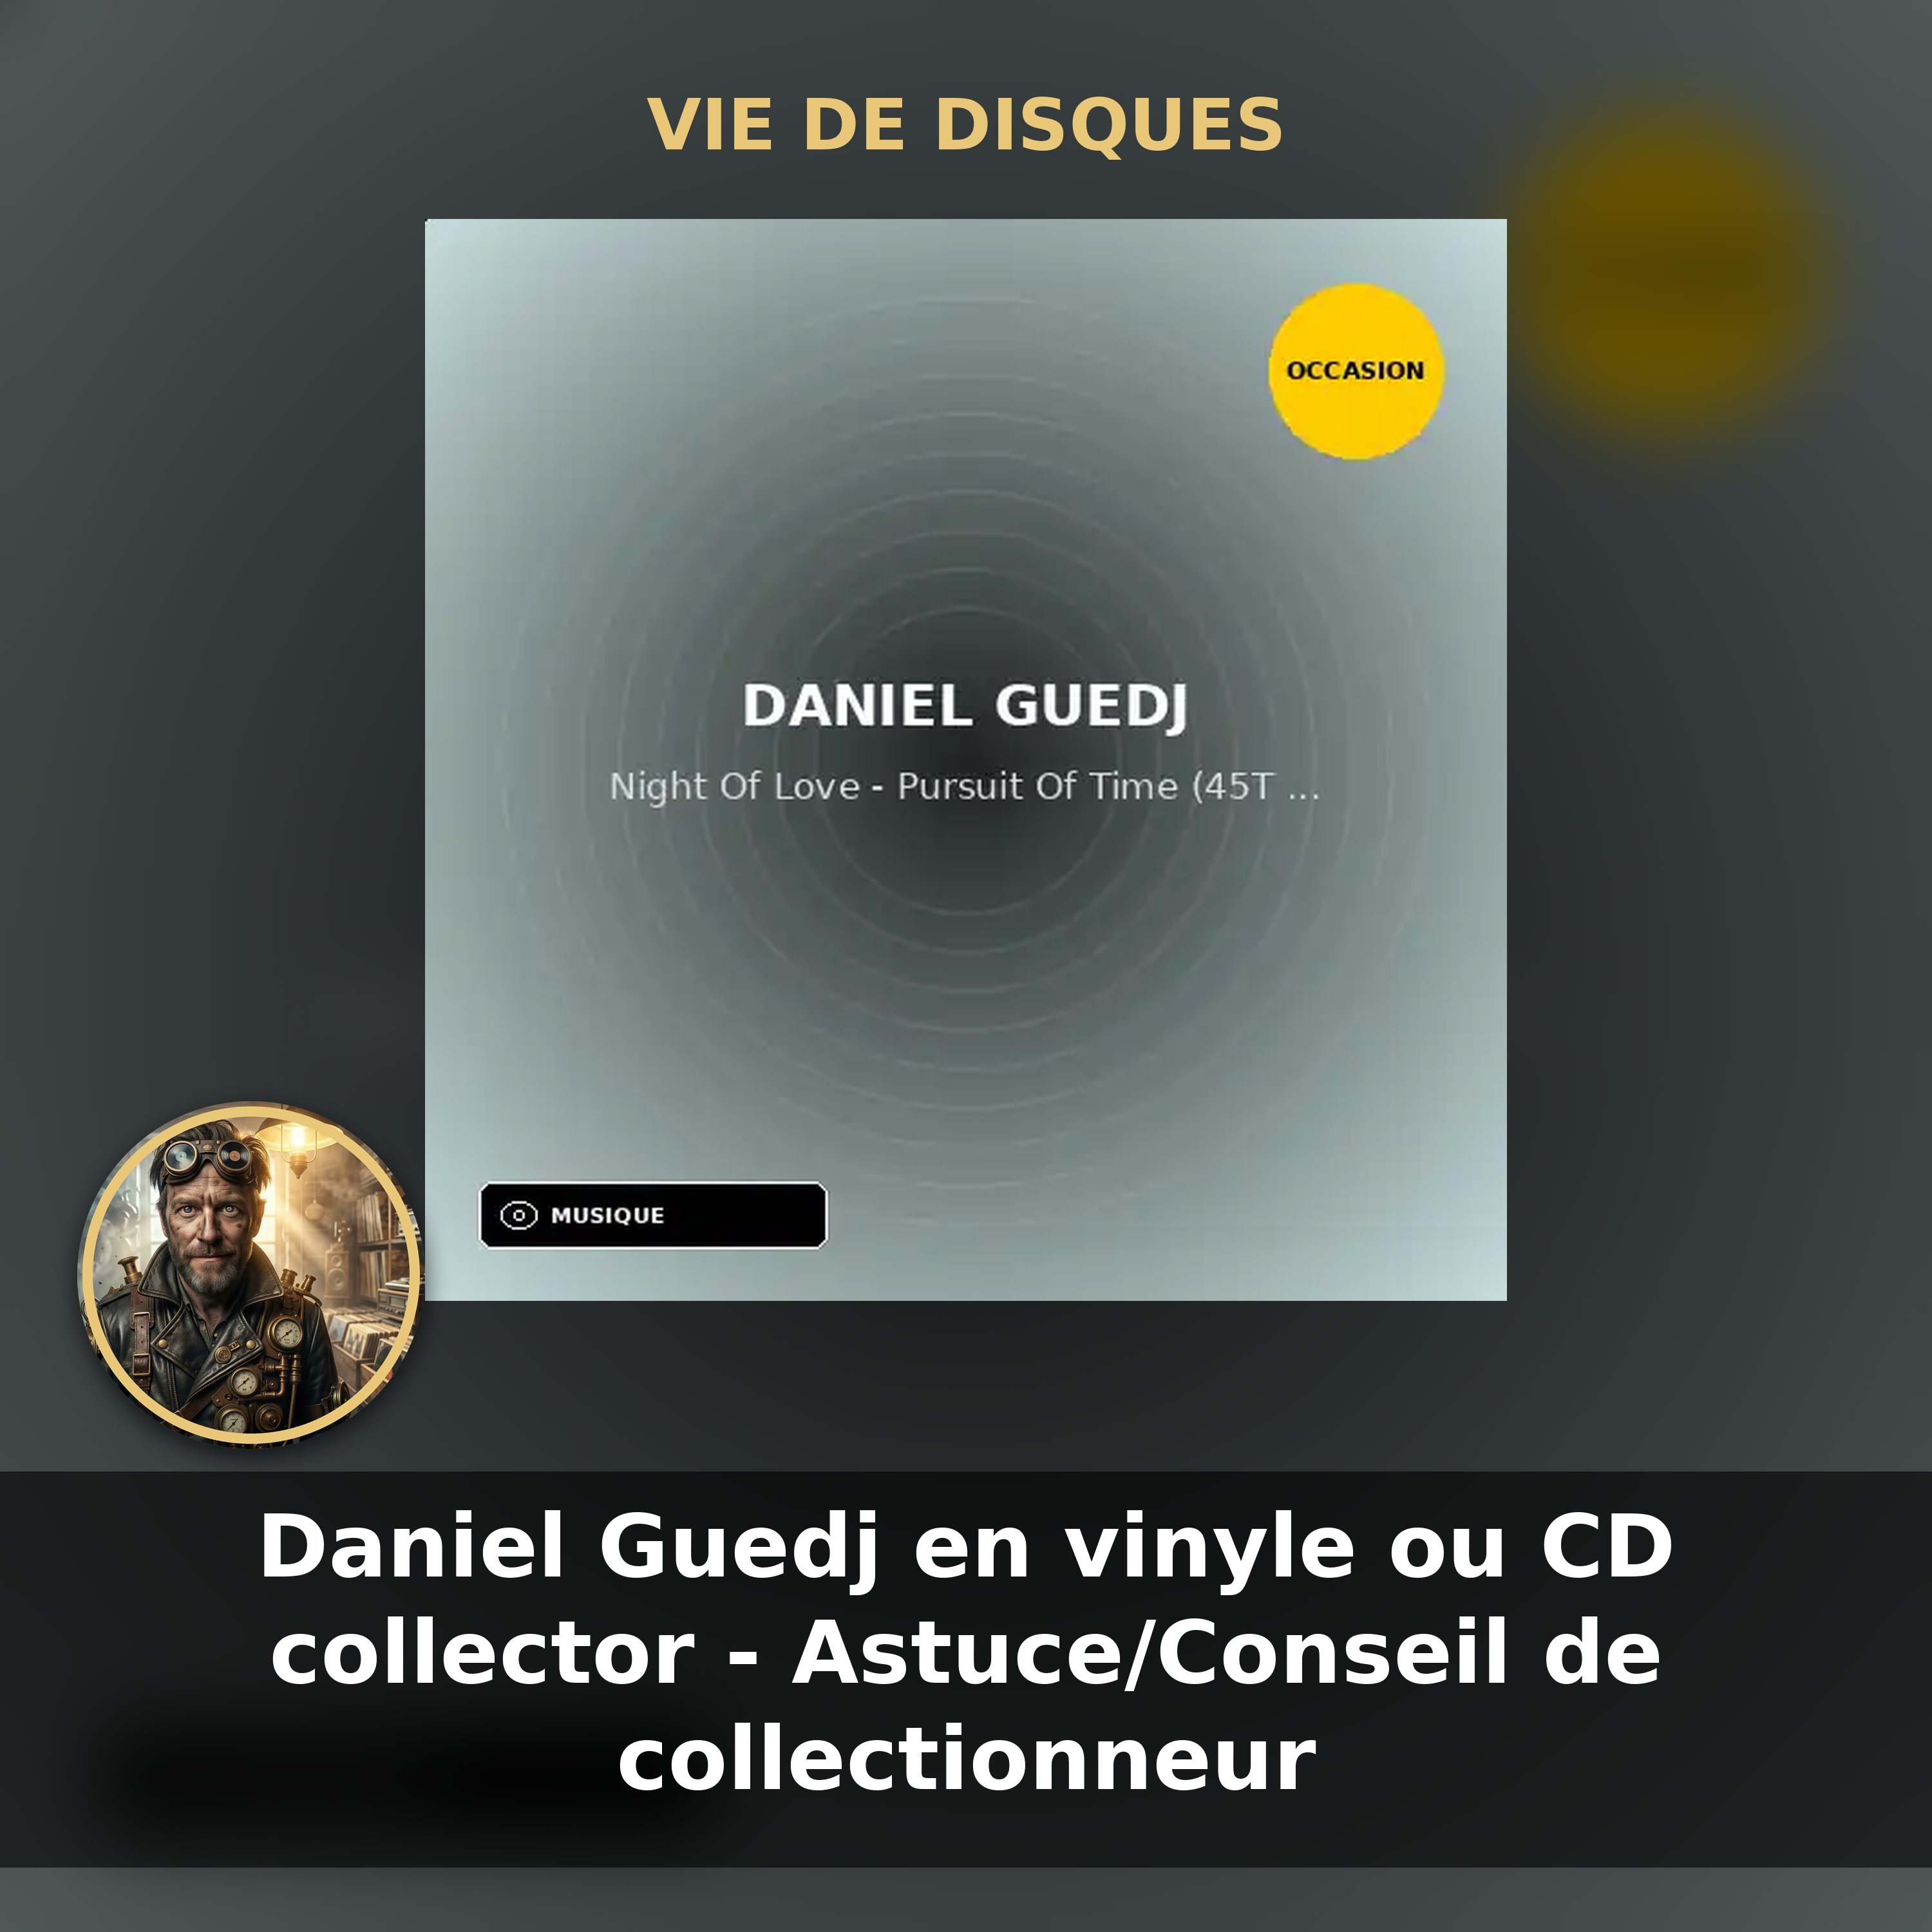 VIE DE DISQUES
OCCASION
DANIEL GUEDJ
Night Of Love - Pursuit Of Time (45T ...
MUSIQUE
Daniel Guedj en vinyle ou CD
collector - Astuce/Conseil de
collectionneur